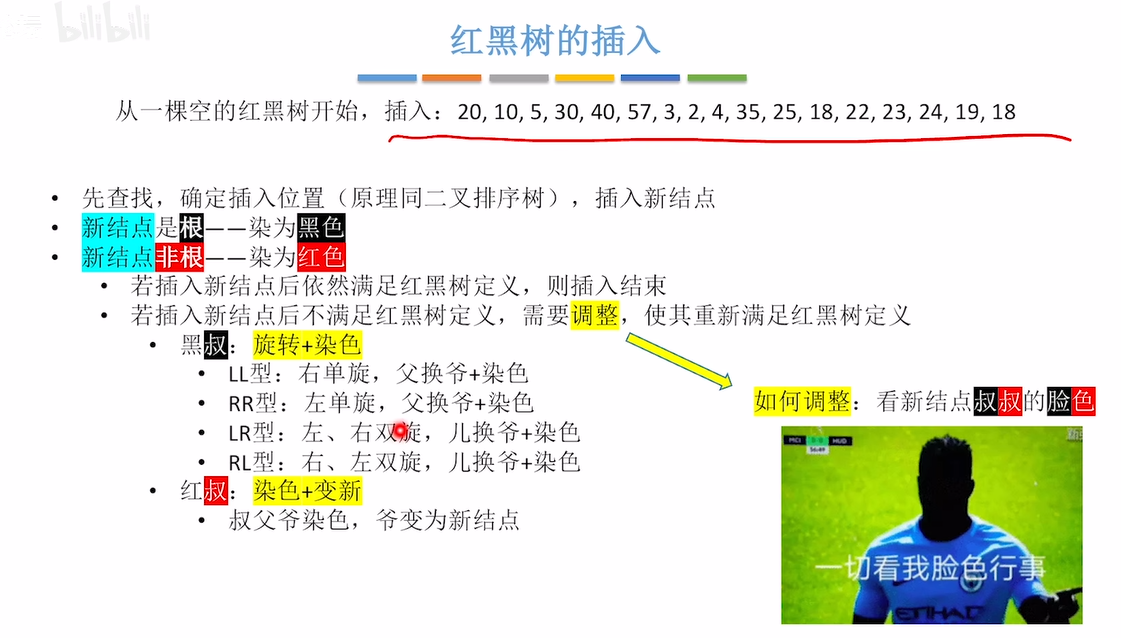 bilibili
红黑树的插入
从一棵空的红黑树开始，插入：20, 10, 5, 30, 40, 57, 3, 2, 4, 35, 25, 18, 22, 23, 24, 19, 18
• 先查找，确定插入位置（原理同二叉排序树），插入新结点
• 新结点是根——染为黑色
• 新结点非根——染为红色
• 若插入新结点后依然满足红黑树定义，则插入结束
• 若插入新结点后不满足红黑树定义，需要调整，使其重新满足红黑树定义
• 黑叔：旋转+染色
• LL型：右单旋，父换爷+染色
• RR型：左单旋，父换爷+染色
• LR型：左、右双旋，儿换爷+染色
• RL型：右、左双旋，儿换爷+染色
• 红叔：染色+变新
• 叔父爷染色，爷变为新结点
如何调整：看新结点叔叔的脸色
MCI
HUD
一切看我脸色行事
ETIHAD